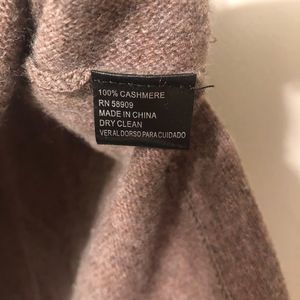 100% CASHMERE
RN 58909
MADE IN CHINA
DRY CLEAN
VER AL DORSO PARA CUIDADO